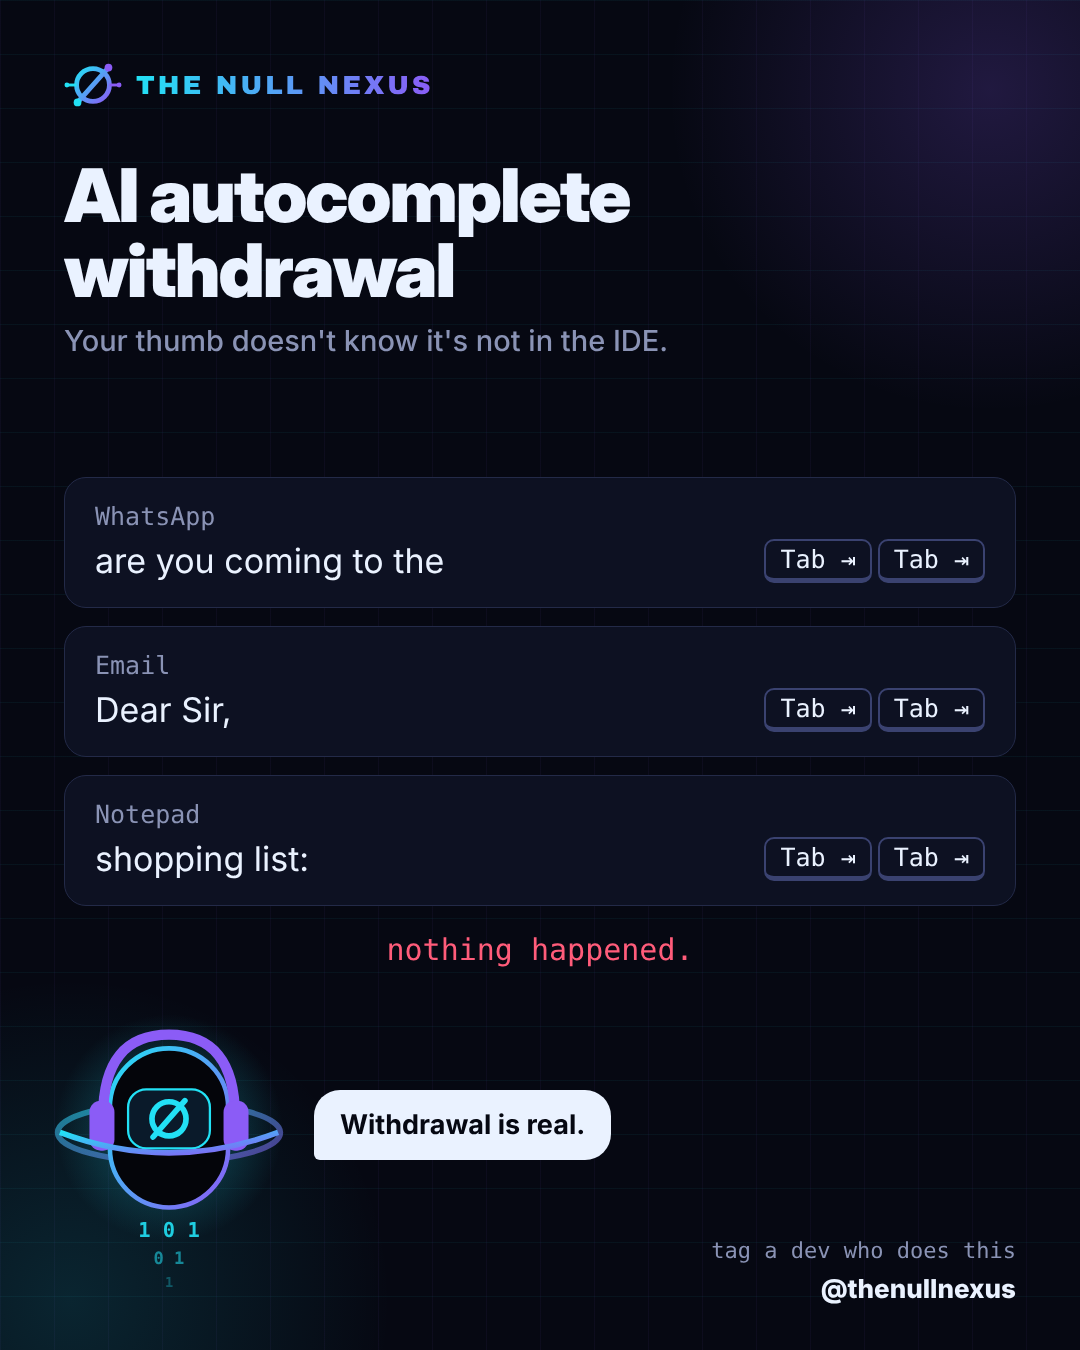 THE NULL NEXUS
AI autocomplete
withdrawal
Your thumb doesn't know it's not in the IDE.
WhatsApp
are you coming to the
Tab ⇥ Tab ⇥
Email
Dear Sir,
Tab ⇥ Tab ⇥
Notepad
shopping list:
Tab ⇥ Tab ⇥
nothing happened.
Ø
Withdrawal is real.
1 0 1
0 1
1
tag a dev who does this
@thenullnexus